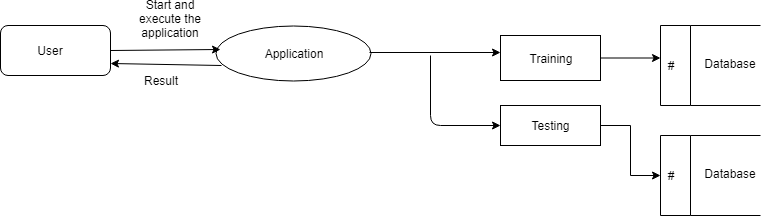 Start and
execute the
application
User
Application
Result
Training
#
Database
Testing
#
Database